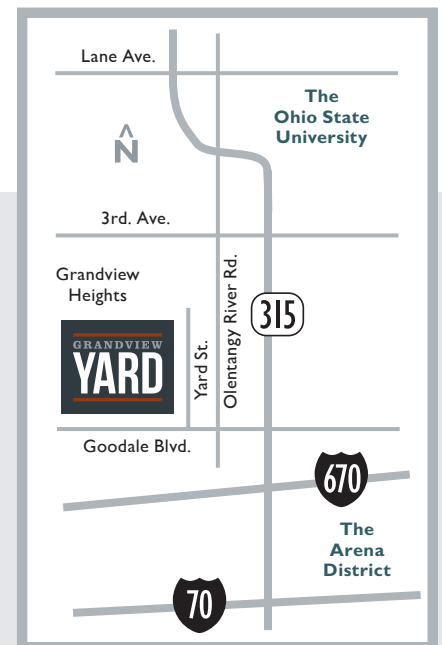 Lane Ave.
The
Ohio State
University
N
3rd. Ave.
Grandview
Heights
GRANDVIEW
YARD
Yard St.
Olentangy River Rd.
315
Goodale Blvd.
670
The
Arena
District
70